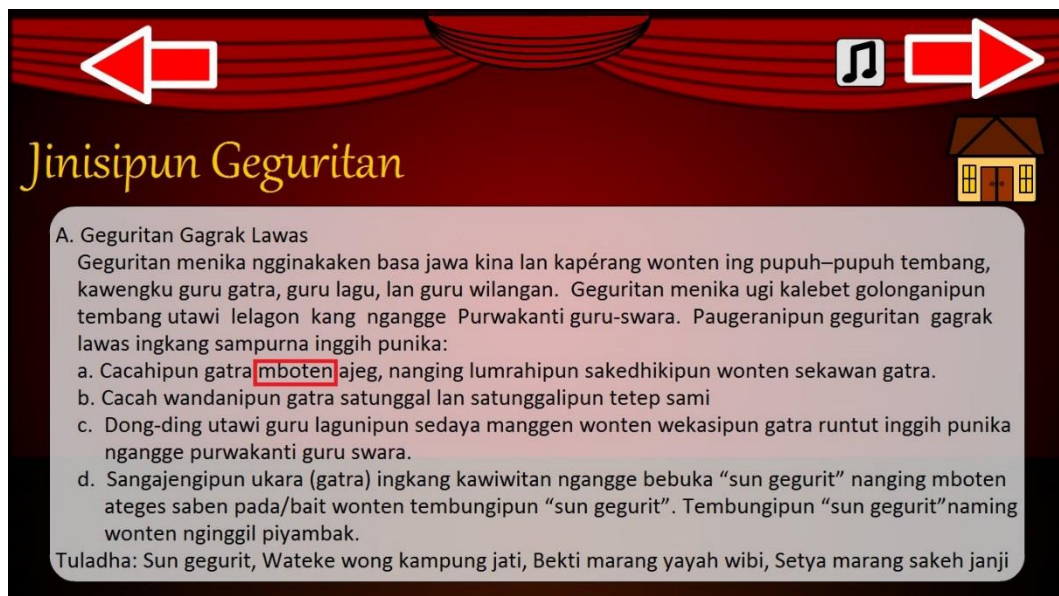 Jinisipun Geguritan
A. Geguritan Gagrak Lawas
Geguritan menika ngginakaken basa jawa kina lan kapérang wonten ing pupuh–pupuh tembang,
kawengku guru gatra, guru lagu, lan guru wilangan. Geguritan menika ugi kalebet golonganipun
tembang utawi lelagon kang ngangge Purwakanti guru-swara. Paugeranipun geguritan gagrak
lawas ingkang sampurna inggih punika:
a. Cacahipun gatra mboten ajeg, nanging lumrahipun sakedhikipun wonten sekawan gatra.
b. Cacah wandanipun gatra satunggal lan satunggalipun tetep sami
c. Dong-ding utawi guru lagunipun sedaya manggen wonten wekasipun gatra runtut inggih punika
ngangge purwakanti guru swara.
d. Sangajengipun ukara (gatra) ingkang kawiwitan ngangge bebuka “sun gegurit” nanging mboten
ateges saben pada/bait wonten tembungipun “sun gegurit”. Tembungipun “sun gegurit”naming
wonten nginggil piyambak.
Tuladha: Sun gegurit, Wateke wong kampung jati, Bekti marang yayah wibi, Setya marang sakeh janji